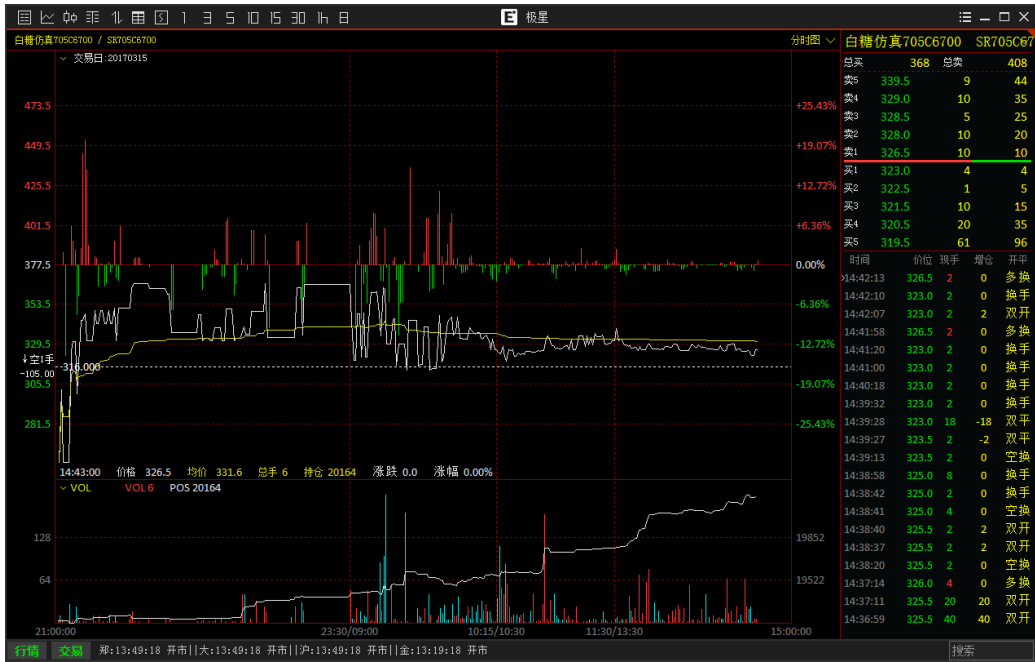 1 3 5 10 15 30 1h 日 极星
白糖仿真705C6700 / SR705C6700 分时图
交易日:20170315
473.5 +25.43%
449.5 +19.07%
425.5 +12.72%
401.5 +6.36%
377.5 0.00%
353.5 -6.36%
329.5 -12.72%
↓空1手 316.000
-105.00
305.5 -19.07%
281.5 -25.43%
14:43:00 价格 326.5 均价 331.6 总手 6 持仓 20164 涨跌 0.0 涨幅 0.00%
VOL VOL 6 POS 20164
128 19852
64 19522
21:00:00 23:30/09:00 10:15/10:30 11:30/13:30 15:00:00
白糖仿真705C6700 SR705C67
总买 368 总卖 408
卖5 339.5 9 44
卖4 329.0 10 35
卖3 328.5 5 25
卖2 328.0 10 20
卖1 326.5 10 10
买1 323.0 4 4
买2 322.5 1 5
买3 321.5 10 15
买4 320.5 20 35
买5 319.5 61 96
时间 价位 现手 增仓 开平
14:42:13 326.5 2 0 多换
14:42:10 323.0 2 0 换手
14:42:07 323.0 2 2 双开
14:41:58 326.5 2 0 多换
14:41:20 323.0 2 0 换手
14:41:00 323.0 2 0 换手
14:40:18 323.0 2 0 换手
14:39:32 323.0 2 0 换手
14:39:28 323.0 18 -18 双平
14:39:27 323.5 2 -2 双平
14:39:13 323.5 2 0 空换
14:38:58 325.0 8 0 换手
14:38:42 325.0 2 0 换手
14:38:41 325.0 4 0 空换
14:38:40 325.5 2 2 双开
14:38:37 325.5 2 2 双开
14:38:20 325.5 2 0 空换
14:37:14 326.0 4 0 多换
14:37:11 325.5 20 20 双开
14:36:59 325.5 40 40 双开
行情 交易 郑:13:49:18 开市||大:13:49:18 开市||沪:13:49:18 开市||金:13:19:18 开市 搜索